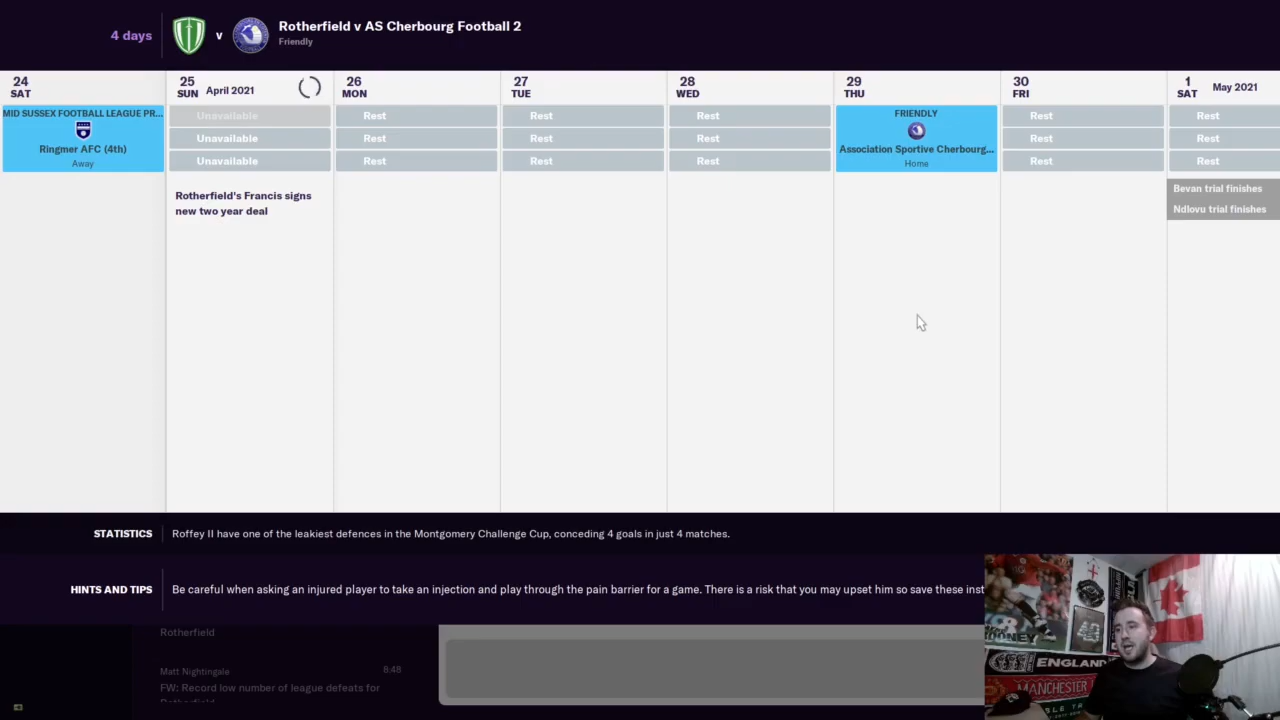 4 days
v
Rotherfield v AS Cherbourg Football 2
Friendly
24
SAT
25
SUN
April 2021
26
MON
27
TUE
28
WED
29
THU
30
FRI
1
SAT
May 2021
MID SUSSEX FOOTBALL LEAGUE PR...
Ringmer AFC (4th)
Away
Unavailable
Unavailable
Unavailable
Rotherfield's Francis signs
new two year deal
Rest
Rest
Rest
Rest
Rest
Rest
Rest
Rest
Rest
FRIENDLY
Association Sportive Cherbourg...
Home
Rest
Rest
Rest
Rest
Rest
Rest
Bevan trial finishes
Ndlovu trial finishes
STATISTICS
Roffey II have one of the leakiest defences in the Montgomery Challenge Cup, conceding 4 goals in just 4 matches.
HINTS AND TIPS
Be careful when asking an injured player to take an injection and play through the pain barrier for a game. There is a risk that you may upset him so save these inst
Rotherfield
Matt Nightingale
6:48
FW: Record low number of league defeats for
Rotherfield
ENGLAND
MANCHESTER